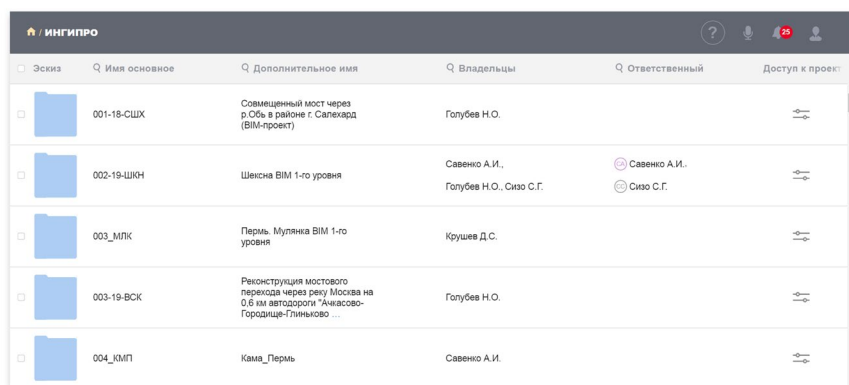 / ИНГИПРО
?
25
Эскиз Имя основное Дополнительное имя Владельцы Ответственный Доступ к проект
001-18-СШХ
Совмещенный мост через
р.Обь в районе г. Салехард
(BIM-проект)
Голубев Н.О.
002-19-ШКН
Шексна BIM 1-го уровня
Савенко А.И.,
Голубев Н.О., Сизо С.Г.
СА Савенко А.И.,
СС Сизо С.Г.
003_МЛК
Пермь. Мулянка BIM 1-го
уровня
Крушев Д.С.
003-19-ВСК
Реконструкция мостового
перехода через реку Москва на
0,6 км автодороги "Ачкасово-
Городище-Глиньково ...
Голубев Н.О.
004_КМП
Кама_Пермь
Савенко А.И.